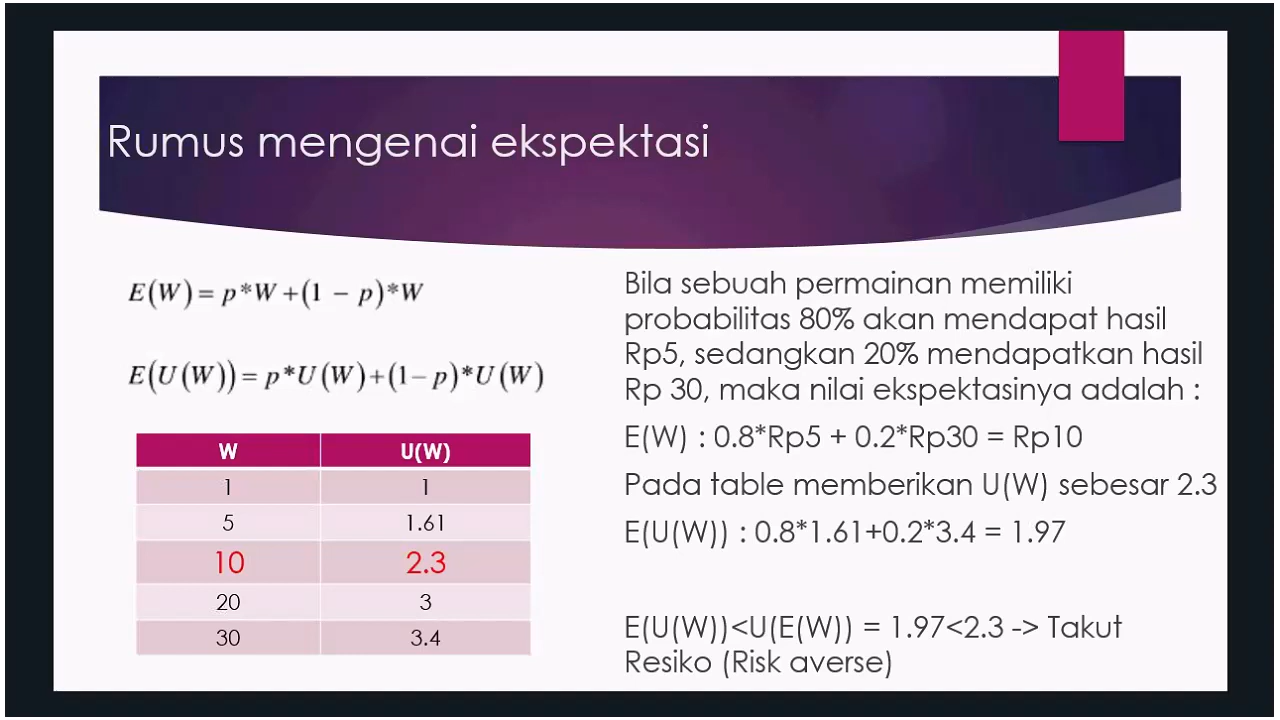 Rumus mengenai ekspektasi
E(W) = p*W +(1 − p)*W
E(U(W)) = p*U(W)+(1−p)*U(W)
W U(W)
1 1
5 1.61
10 2.3
20 3
30 3.4
Bila sebuah permainan memiliki
probabilitas 80% akan mendapat hasil
Rp5, sedangkan 20% mendapatkan hasil
Rp 30, maka nilai ekspektasinya adalah :
E(W) : 0.8*Rp5 + 0.2*Rp30 = Rp10
Pada table memberikan U(W) sebesar 2.3
E(U(W)) : 0.8*1.61+0.2*3.4 = 1.97
E(U(W))<U(E(W)) = 1.97<2.3 -> Takut
Resiko (Risk averse)